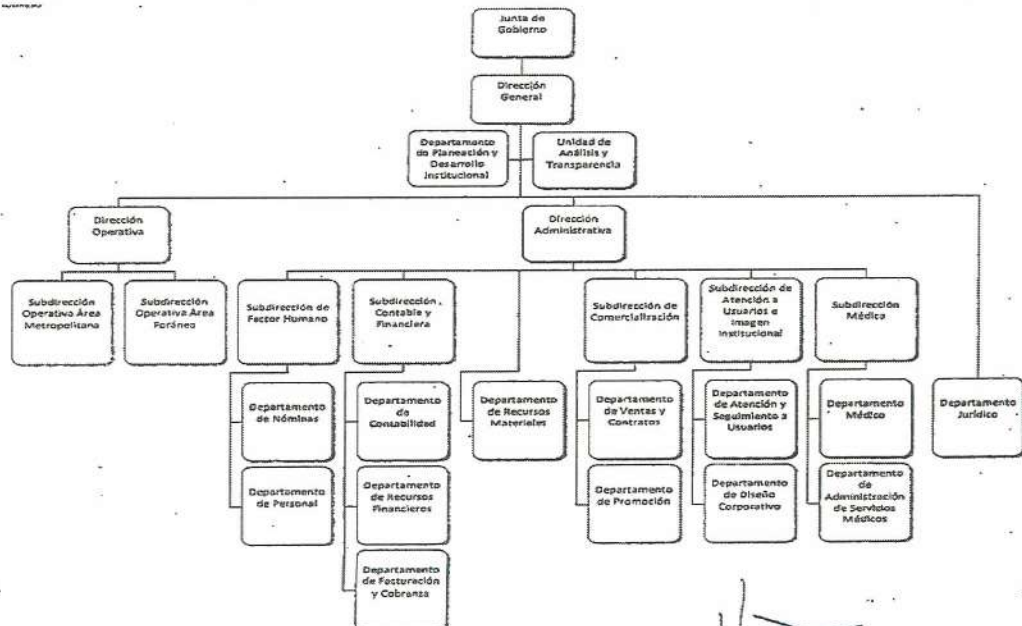 Junta de
Gobierno
Dirección
General
Departamento
de Planeación y
Desarrollo
Institucional
Unidad de
Análisis y
Transparencia
Dirección
Operativa
Dirección
Administrativa
Subdirección
Operativa Área
Metropolitana
Subdirección
Operativa Área
Foránea
Subdirección de
Factor Humano
Subdirección
Contable y
Financiera
Subdirección de
Comercialización
Subdirección de
Atención a
Usuarios e
Imagen
Institucional
Subdirección
Médica
Departamento
de Nóminas
Departamento
de
Contabilidad
Departamento
de Recursos
Materiales
Departamento
de Ventas y
Contratos
Departamento
de Atención y
Seguimiento a
Usuarios
Departamento
Médico
Departamento
Jurídico
Departamento
de Personal
Departamento
de Recursos
Financieros
Departamento
de Promoción
Departamento
de Diseño
Corporativo
Departamento
de
Administración
de Servicios
Médicos
Departamento
de Facturación
y Cobranza